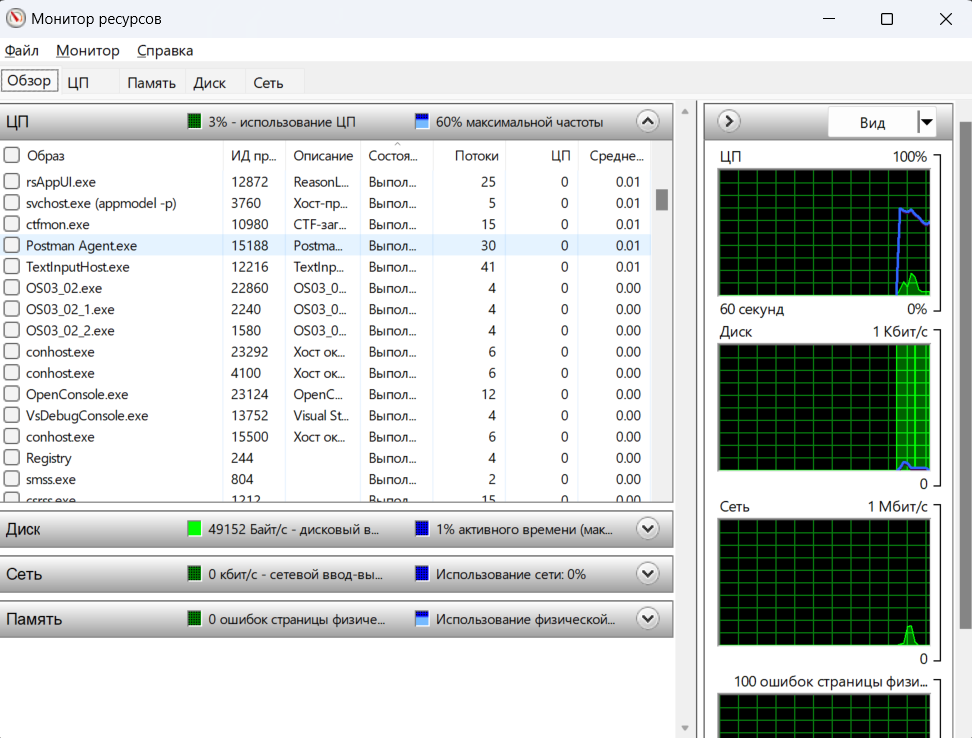 Монитор ресурсов
Файл Монитор Справка
Обзор ЦП Память Диск Сеть
ЦП 3% - использование ЦП 60% максимальной частоты
Образ ИД пр... Описание Состоя... Потоки ЦП Средне...
rsAppUI.exe 12872 ReasonL... Выпол... 25 0 0.01
svchost.exe (appmodel -p) 3760 Хост-пр... Выпол... 5 0 0.01
ctfmon.exe 10980 CTF-заг... Выпол... 15 0 0.01
Postman Agent.exe 15188 Postma... Выпол... 30 0 0.01
TextInputHost.exe 12216 TextInp... Выпол... 41 0 0.01
OS03_02.exe 22860 OS03_0... Выпол... 4 0 0.00
OS03_02_1.exe 2240 OS03_0... Выпол... 4 0 0.00
OS03_02_2.exe 1580 OS03_0... Выпол... 4 0 0.00
conhost.exe 23292 Хост ок... Выпол... 6 0 0.00
conhost.exe 4100 Хост ок... Выпол... 6 0 0.00
OpenConsole.exe 23124 OpenC... Выпол... 12 0 0.00
VsDebugConsole.exe 13752 Visual St... Выпол... 4 0 0.00
conhost.exe 15500 Хост ок... Выпол... 6 0 0.00
Registry 244 Выпол... 4 0 0.00
smss.exe 804 Выпол... 2 0 0.00
csrss.exe 1212 Выпол... 15 0 0.00
Диск 49152 Байт/с - дисковый в... 1% активного времени (мак...
Сеть 0 кбит/с - сетевой ввод-вы... Использование сети: 0%
Память 0 ошибок страницы физиче... Использование физической...
Вид
ЦП 100%
60 секунд 0%
Диск 1 Кбит/с
0
Сеть 1 Мбит/с
0
100 ошибок страницы физи...